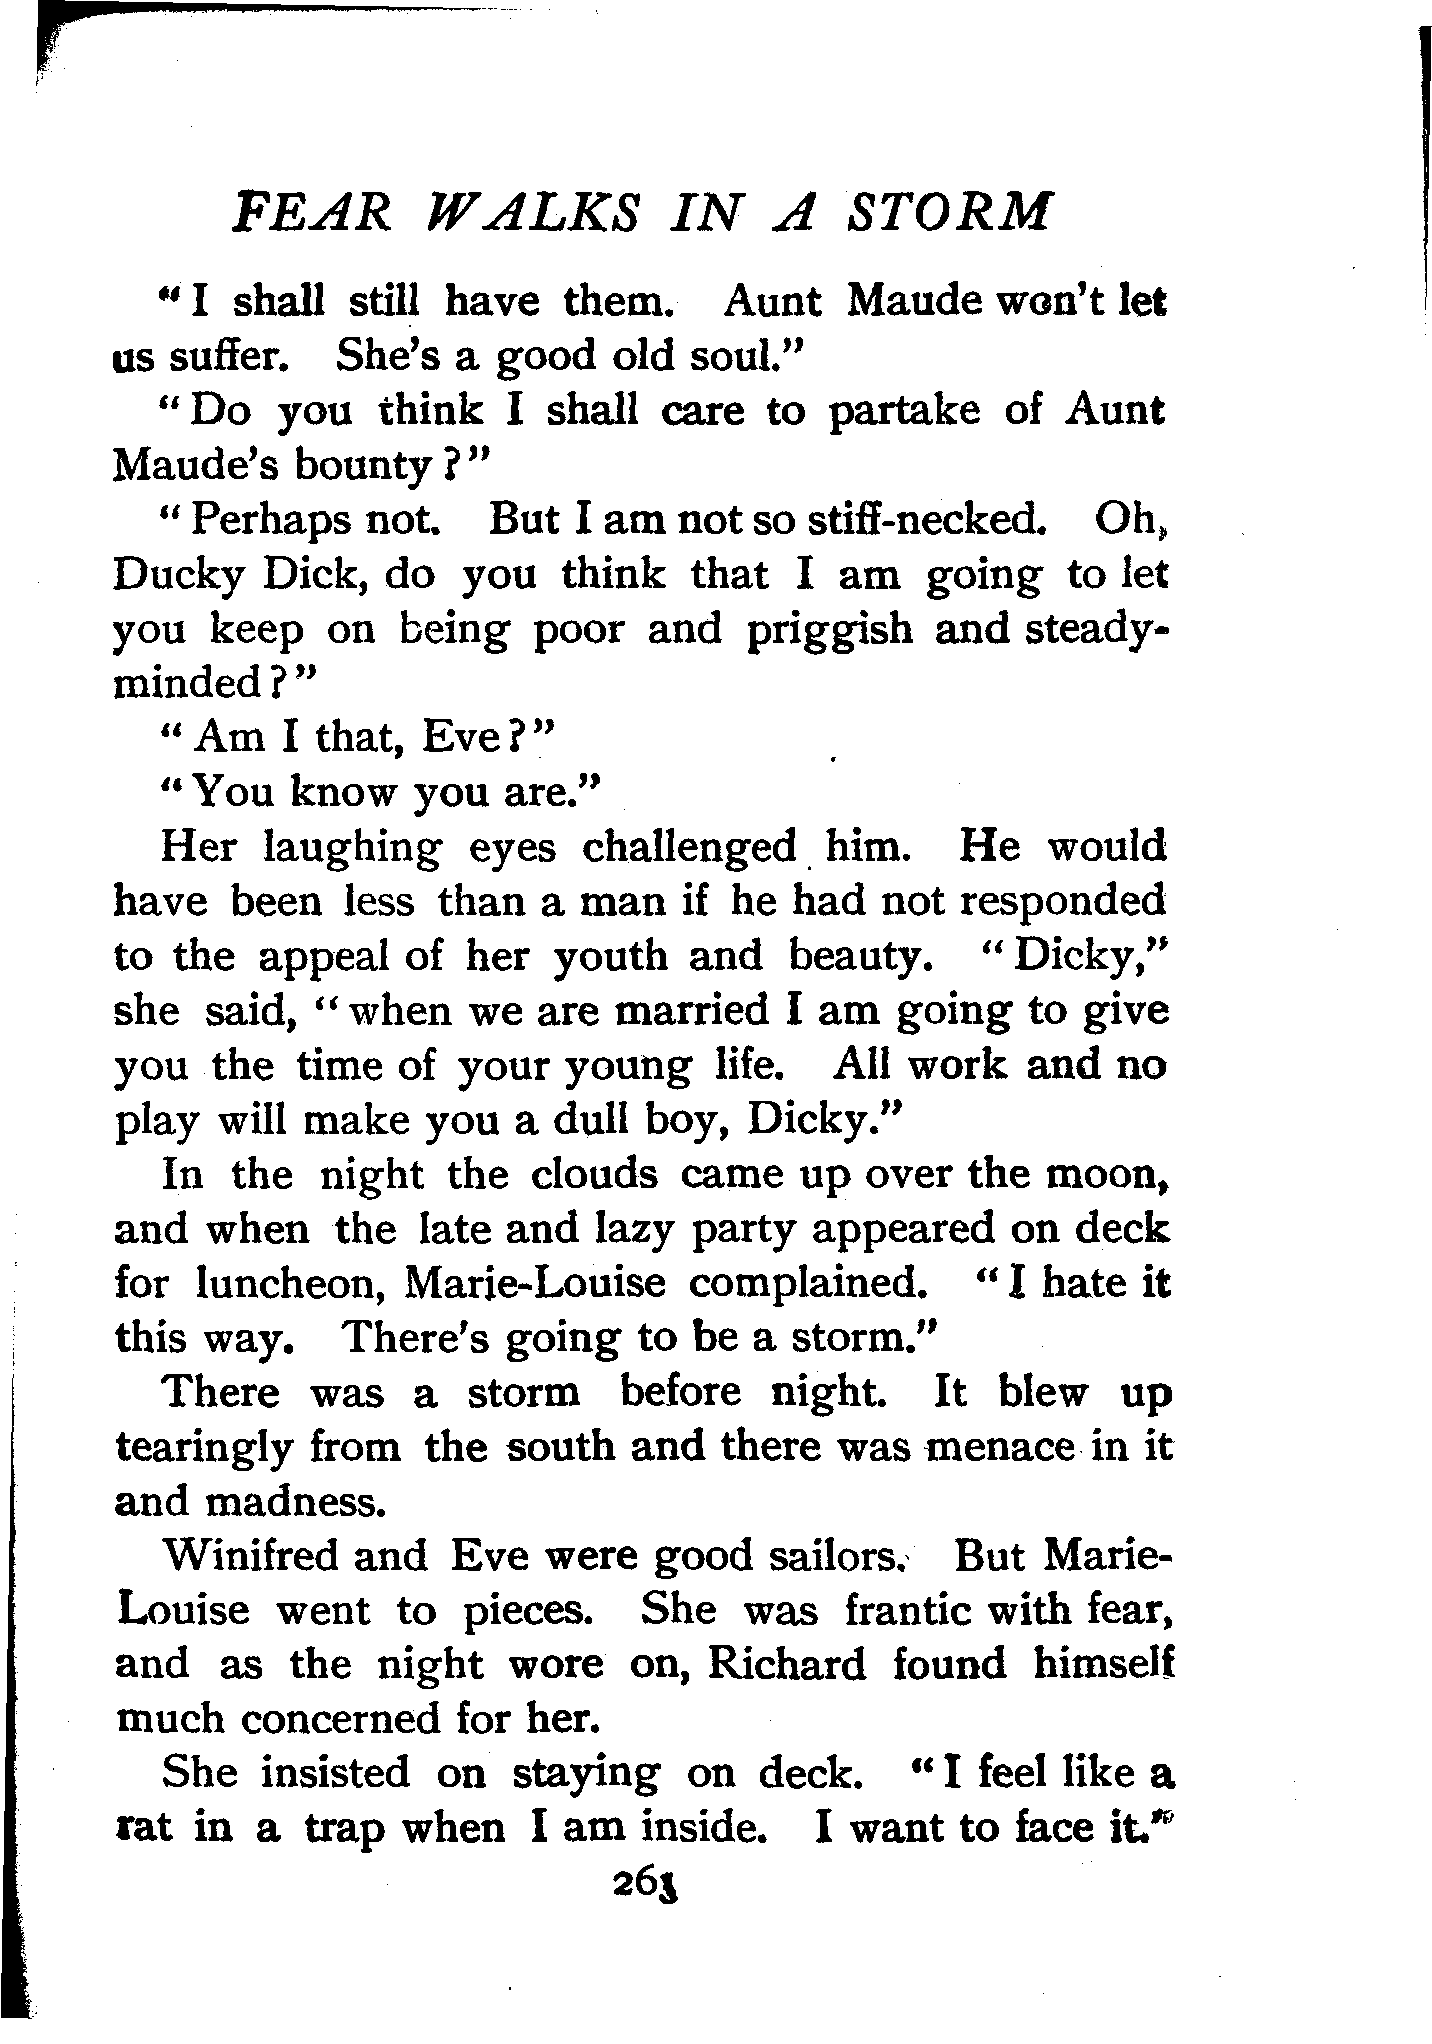 FEAR WALKS IN A STORM
"I shall still have them. Aunt Maude won't let
us suffer. She's a good old soul."
"Do you think I shall care to partake of Aunt
Maude's bounty?"
"Perhaps not. But I am not so stiff-necked. Oh,
Ducky Dick, do you think that I am going to let
you keep on being poor and priggish and steady-
minded?"
"Am I that, Eve?"
"You know you are."
Her laughing eyes challenged him. He would
have been less than a man if he had not responded
to the appeal of her youth and beauty. "Dicky,"
she said, "when we are married I am going to give
you the time of your young life. All work and no
play will make you a dull boy, Dicky."
In the night the clouds came up over the moon,
and when the late and lazy party appeared on deck
for luncheon, Marie-Louise complained. "I hate it
this way. There's going to be a storm."
There was a storm before night. It blew up
tearingly from the south and there was menace in it
and madness.
Winifred and Eve were good sailors. But Marie-
Louise went to pieces. She was frantic with fear,
and as the night wore on, Richard found himself
much concerned for her.
She insisted on staying on deck. "I feel like a
rat in a trap when I am inside. I want to face it."
263